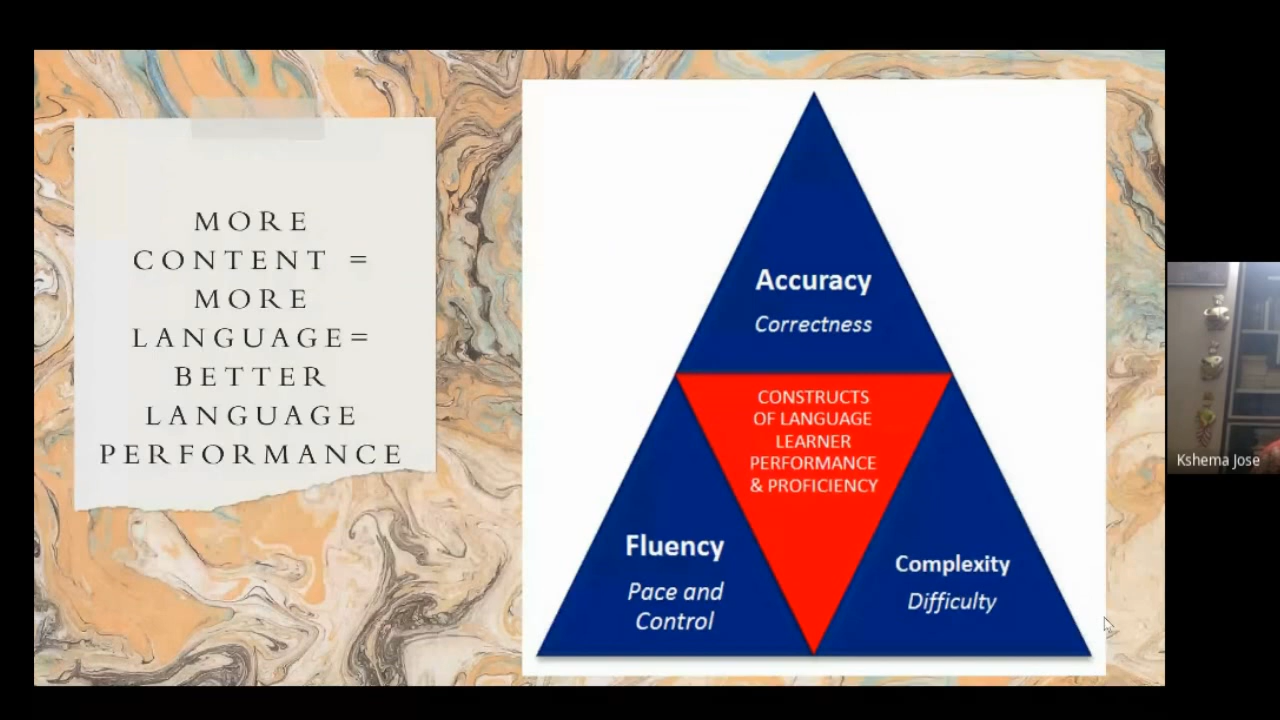 MORE
CONTENT =
MORE
LANGUAGE=
BETTER
LANGUAGE
PERFORMANCE
Accuracy
Correctness
CONSTRUCTS
OF LANGUAGE
LEARNER
PERFORMANCE
& PROFICIENCY
Fluency
Pace and
Control
Complexity
Difficulty
Kshema Jose